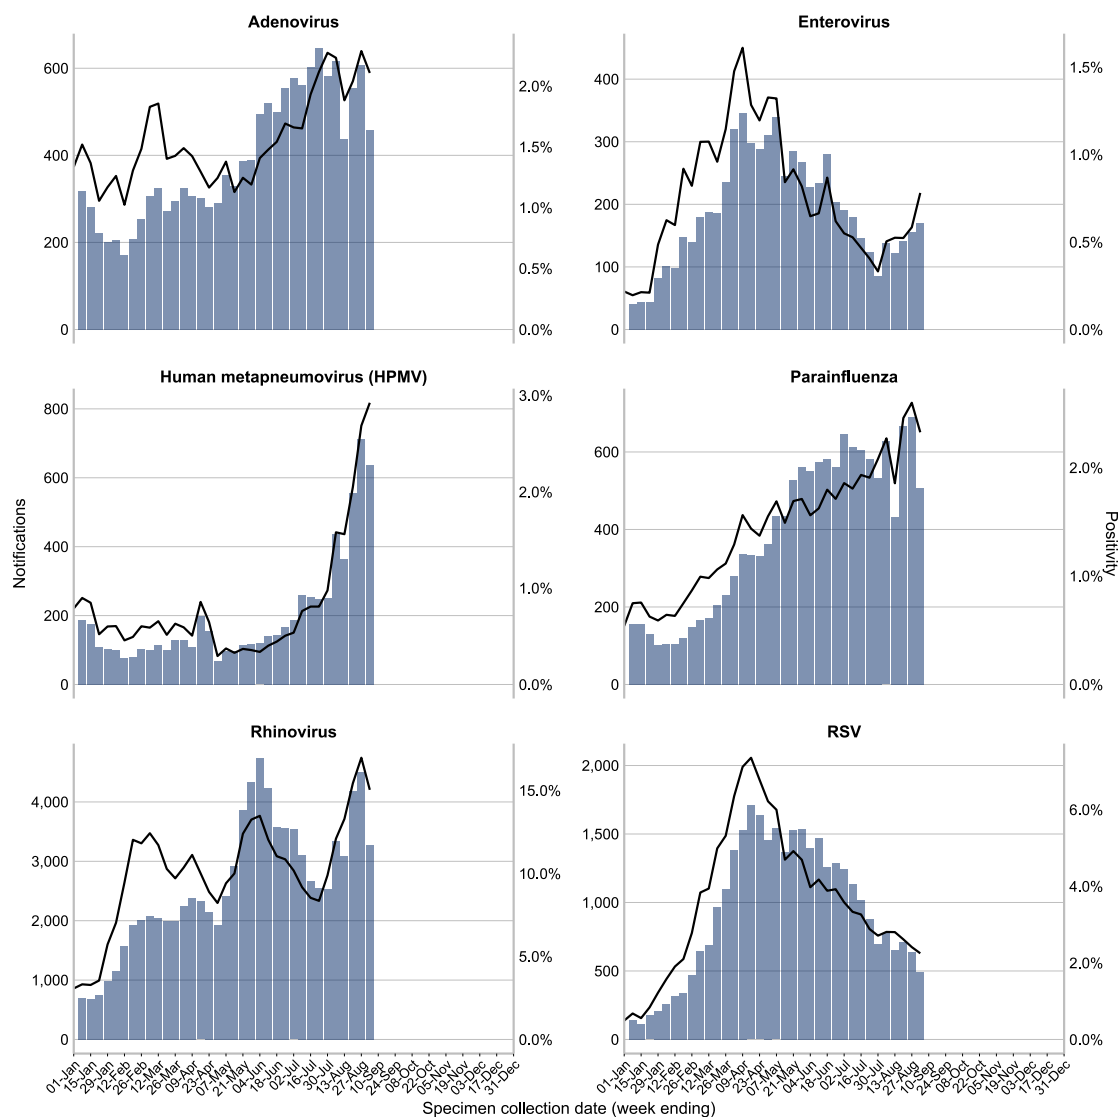 Adenovirus
Enterovirus
600
400
200
0
2.0%
1.5%
1.0%
0.5%
0.0%
400
300
200
100
0
1.5%
1.0%
0.5%
0.0%
Human metapneumovirus (HPMV)
Parainfluenza
Notifications
800
600
400
200
0
3.0%
2.0%
1.0%
0.0%
600
400
200
0
2.0%
1.0%
0.0%
Positivity
Rhinovirus
RSV
4,000
3,000
2,000
1,000
0
15.0%
10.0%
5.0%
0.0%
2,000
1,500
1,000
500
0
6.0%
4.0%
2.0%
0.0%
01-Jan
15-Jan
29-Jan
12-Feb
26-Feb
12-Mar
26-Mar
09-Apr
23-Apr
07-May
21-May
04-Jun
18-Jun
02-Jul
16-Jul
30-Jul
13-Aug
27-Aug
10-Sep
24-Sep
08-Oct
22-Oct
05-Nov
19-Nov
03-Dec
17-Dec
31-Dec
01-Jan
15-Jan
29-Jan
12-Feb
26-Feb
12-Mar
26-Mar
09-Apr
23-Apr
07-May
21-May
04-Jun
18-Jun
02-Jul
16-Jul
30-Jul
13-Aug
27-Aug
10-Sep
24-Sep
08-Oct
22-Oct
05-Nov
19-Nov
03-Dec
17-Dec
31-Dec
Specimen collection date (week ending)